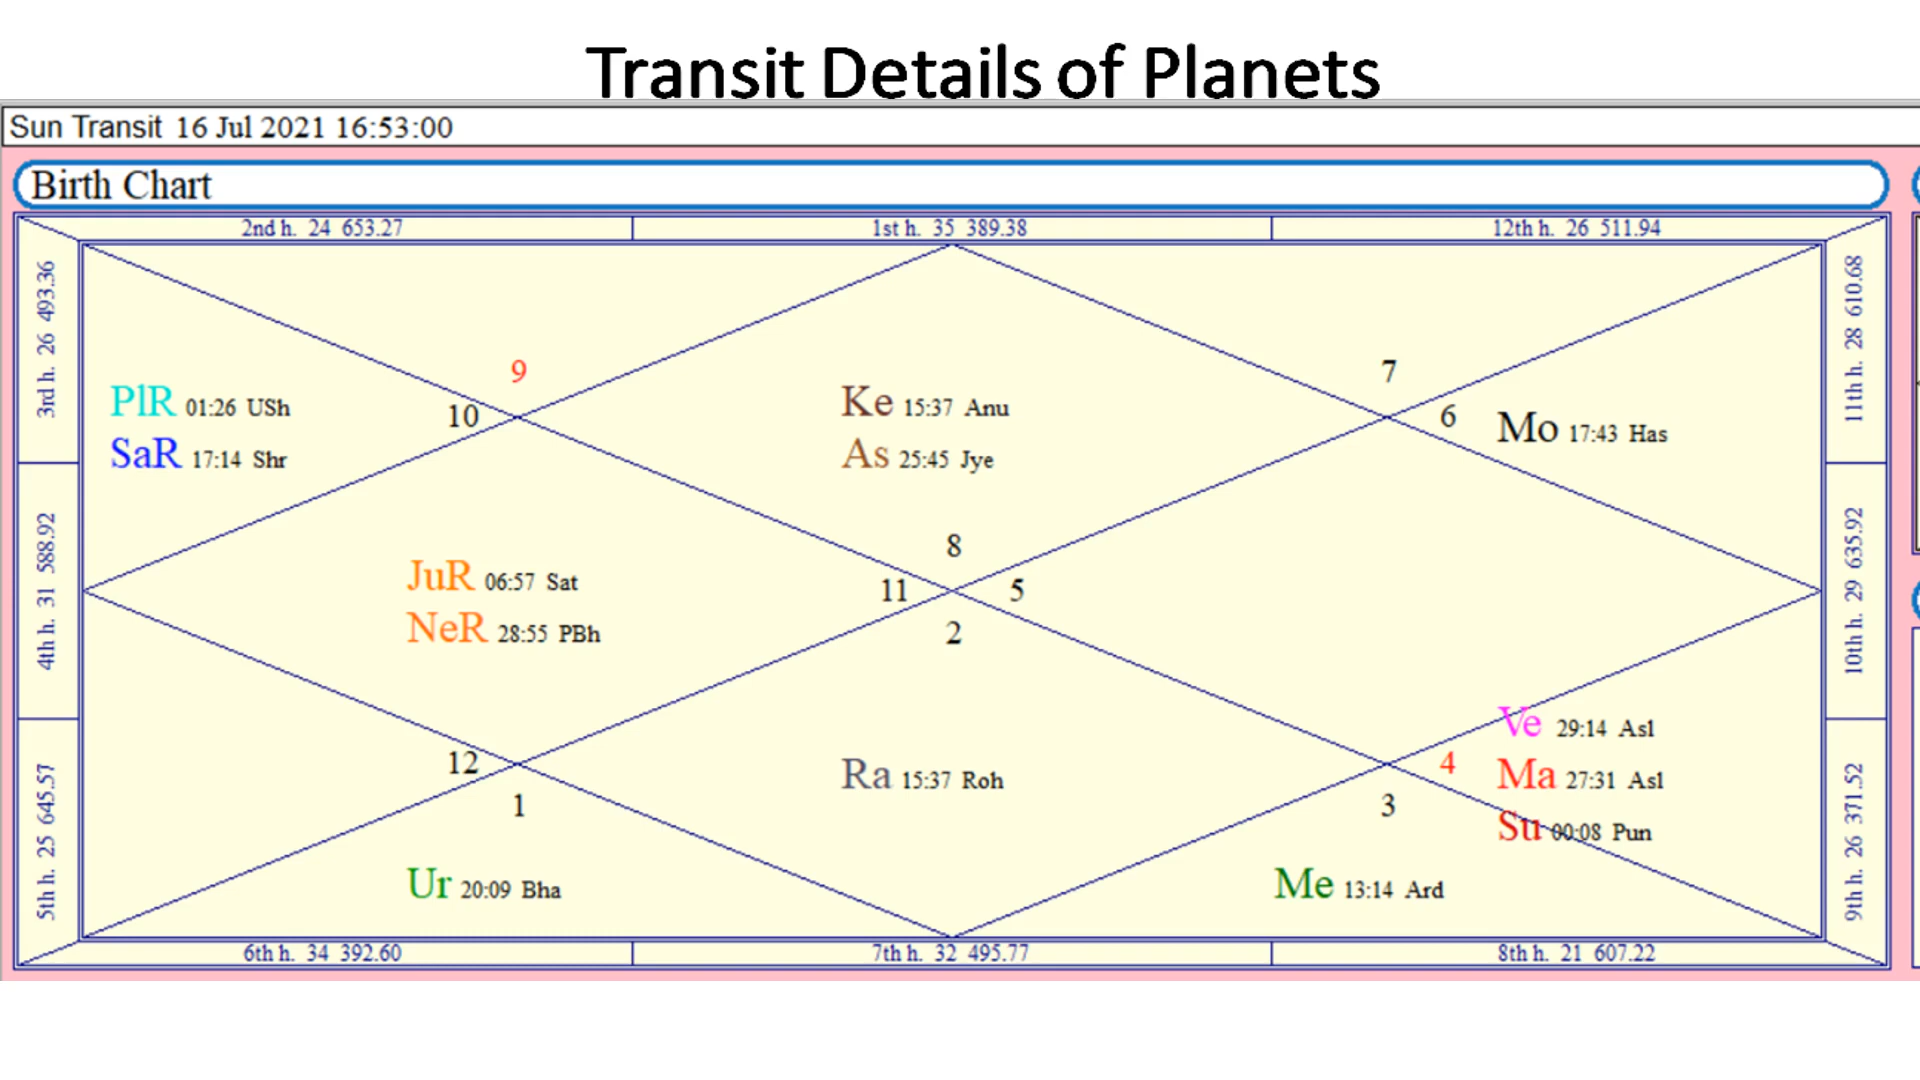 Transit Details of Planets
Sun Transit 16 Jul 2021 16:53:00
Birth Chart
2nd h. 24 653.27
1st h. 35 389.38
12th h. 26 511.94
3rd h. 26 493.36
11th h. 28 610.68
9
7
PlR 01:26 USh
10
Ke 15:37 Anu
6
Mo 17:43 Has
SaR 17:14 Shr
As 25:45 Jye
4th h. 31 588.92
10th h. 29 635.92
8
JuR 06:57 Sat
11
5
NeR 28:55 PBh
2
Ve 29:14 Asl
12
Ra 15:37 Roh
4
Ma 27:31 Asl
1
3
Su 00:08 Pun
5th h. 25 645.57
9th h. 26 371.52
Ur 20:09 Bha
Me 13:14 Ard
6th h. 34 392.60
7th h. 32 495.77
8th h. 21 607.22